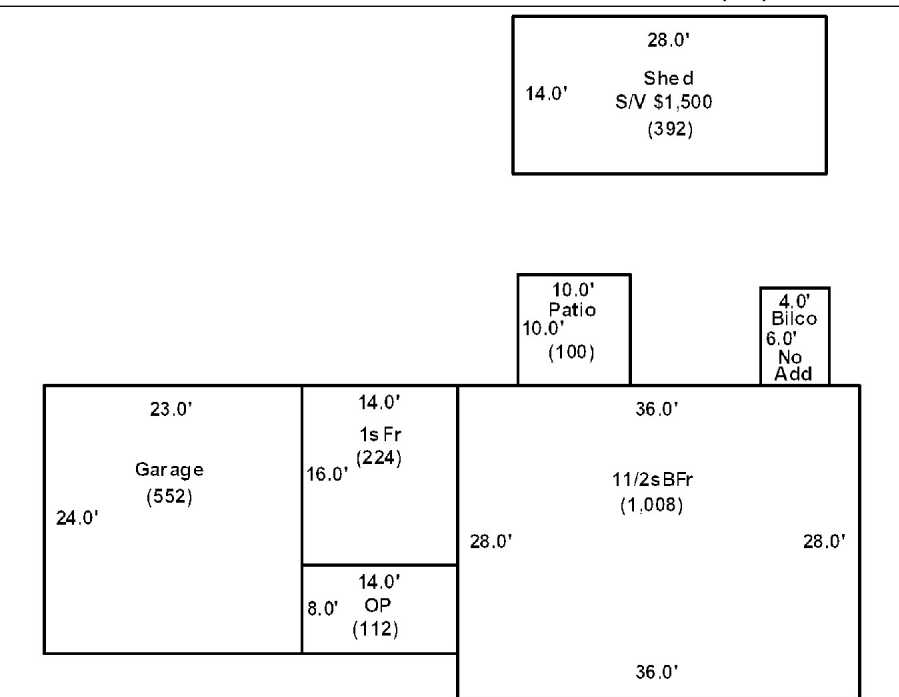 28.0'
14.0'
Shed
S/V $1,500
(392)
10.0'
Patio
10.0'
(100)
4.0'
Bilco
6.0'
No
Add
23.0'
Garage
(552)
24.0'
14.0'
1s Fr
(224)
16.0'
14.0'
8.0' OP
(112)
36.0'
11/2sBFr
(1,008)
28.0' 28.0'
36.0'